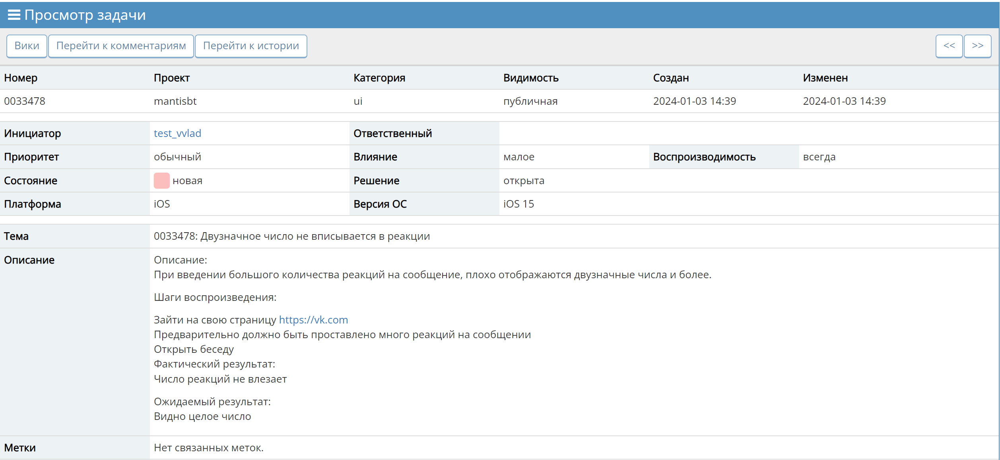 Просмотр задачи
Вики Перейти к комментариям Перейти к истории << >>
Номер Проект Категория Видимость Создан Изменен
0033478 mantisbt ui публичная 2024-01-03 14:39 2024-01-03 14:39
Инициатор test_vvlad Ответственный
Приоритет обычный Влияние малое Воспроизводимость всегда
Состояние новая Решение открыта
Платформа iOS Версия ОС iOS 15
Тема 0033478: Двузначное число не вписывается в реакции
Описание Описание:
При введении большого количества реакций на сообщение, плохо отображаются двузначные числа и более.
Шаги воспроизведения:
Зайти на свою страницу https://vk.com
Предварительно должно быть проставлено много реакций на сообщении
Открыть беседу
Фактический результат:
Число реакций не влезает
Ожидаемый результат:
Видно целое число
Метки Нет связанных меток.